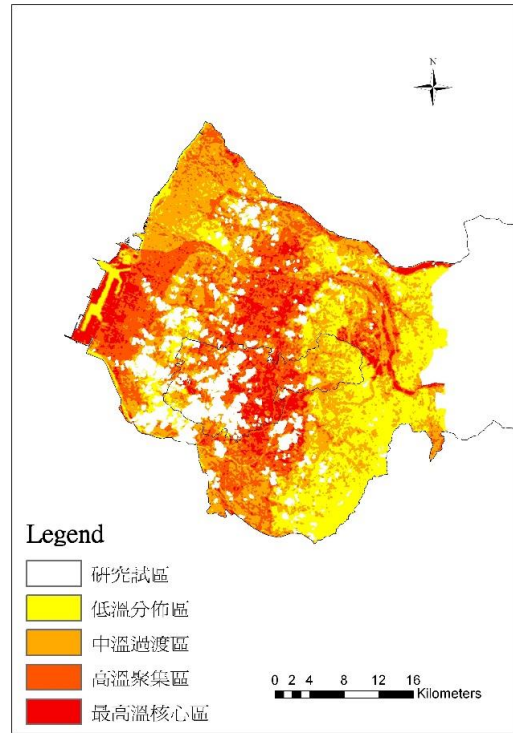 N
Legend
研究試區
低溫分佈區
中溫過渡區
高溫聚集區
最高溫核心區
0 2 4 8 12 16
Kilometers